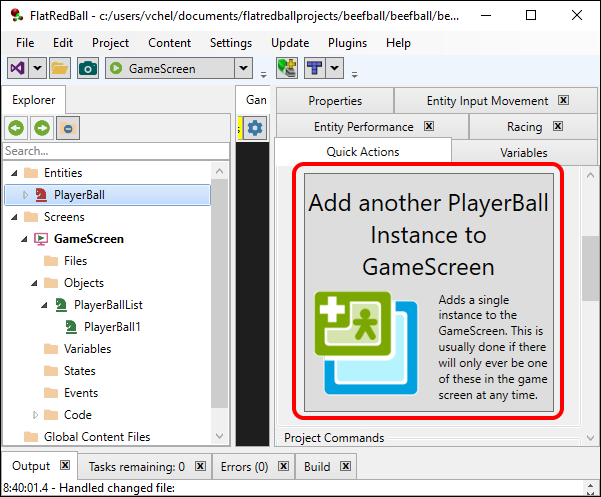 FlatRedBall - c:/users/vchel/documents/flatredballprojects/beefball/beefball/be...
File Edit Project Content Settings Update Plugins Help
GameScreen
Explorer
Gan
Properties
Entity Input Movement
Entity Performance
Racing
Quick Actions
Variables
Search...
Entities
PlayerBall
Screens
GameScreen
Files
Objects
PlayerBallList
PlayerBall1
Variables
States
Events
Code
Global Content Files
Add another PlayerBall
Instance to
GameScreen
Adds a single
instance to the
GameScreen. This is
usually done if there
will only ever be one
of these in the game
screen at any time.
Project Commands
Output
Tasks remaining: 0
Errors (0)
Build
8:40:01.4 - Handled changed file: